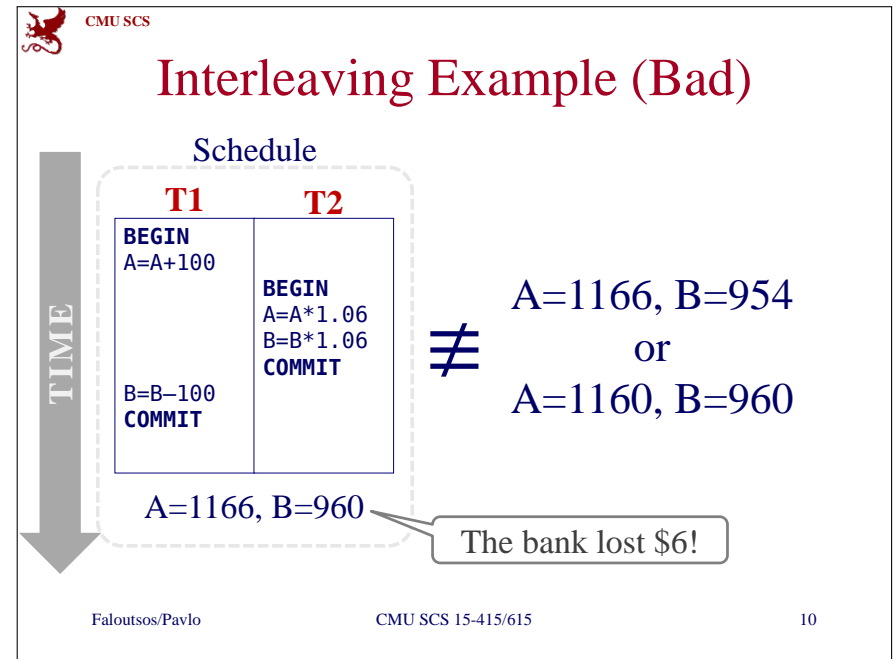 CMU SCS
Interleaving Example (Bad)
Schedule
TIME
T1 T2
BEGIN
A=A+100
BEGIN
A=A*1.06
B=B*1.06
COMMIT
B=B–100
COMMIT
A=1166, B=960
The bank lost $6!
≢
A=1166, B=954
or
A=1160, B=960
Faloutsos/Pavlo CMU SCS 15-415/615 10